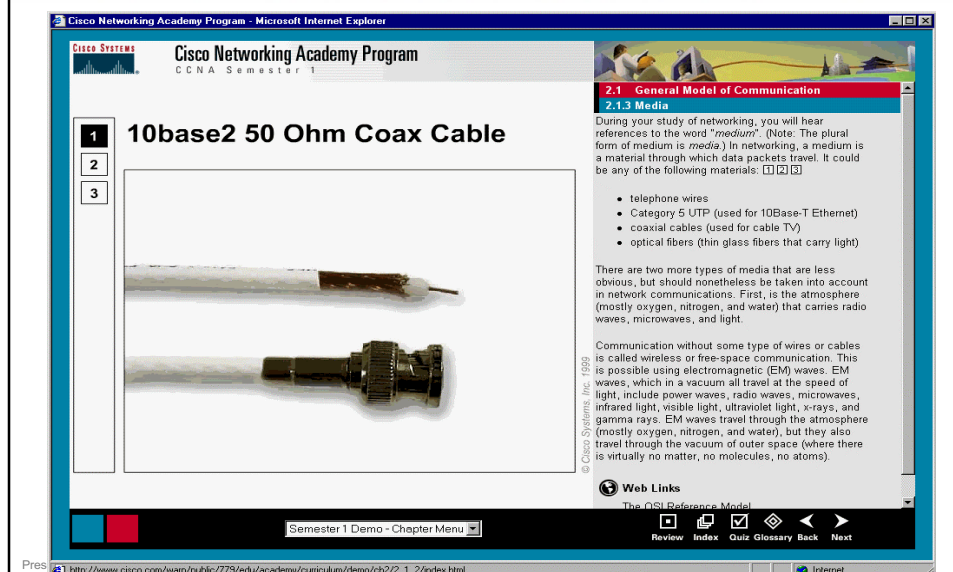 Cisco Networking Academy Program - Microsoft Internet Explorer
CISCO SYSTEMS
Cisco Networking Academy Program
CCNA Semester 1
2.1 General Model of Communication
2.1.3 Media
1
2
3
10base2 50 Ohm Coax Cable
© Cisco Systems, Inc. 1999
During your study of networking, you will hear
references to the word "medium". (Note: The plural
form of medium is media.) In networking, a medium is
a material through which data packets travel. It could
be any of the following materials: 1 2 3
• telephone wires
• Category 5 UTP (used for 10Base-T Ethernet)
• coaxial cables (used for cable TV)
• optical fibers (thin glass fibers that carry light)
There are two more types of media that are less
obvious, but should nonetheless be taken into account
in network communications. First, is the atmosphere
(mostly oxygen, nitrogen, and water) that carries radio
waves, microwaves, and light.
Communication without some type of wires or cables
is called wireless or free-space communication. This
is possible using electromagnetic (EM) waves. EM
waves, which in a vacuum all travel at the speed of
light, include power waves, radio waves, microwaves,
infrared light, visible light, ultraviolet light, x-rays, and
gamma rays. EM waves travel through the atmosphere
(mostly oxygen, nitrogen, and water), but they also
travel through the vacuum of outer space (where there
is virtually no matter, no molecules, no atoms).
Web Links
The OSI Reference Model
Semester 1 Demo - Chapter Menu
Review Index Quiz Glossary Back Next
Pres
http://www.cisco.com/warp/public/779/edu/academy/curriculum/demo/ch2/2_1_2/index.html
Internet